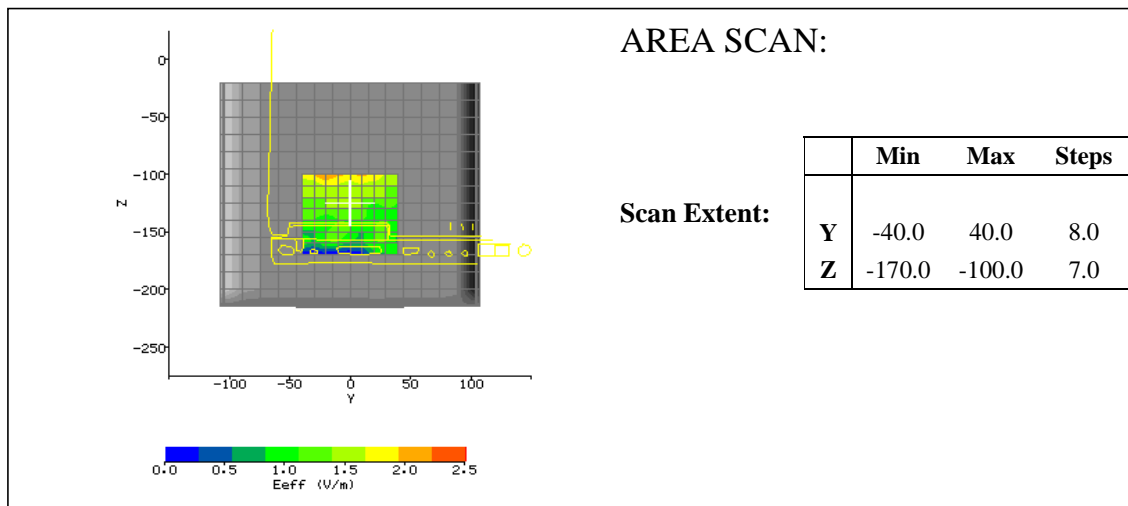 AREA SCAN:
0
-50
-100
-150
-200
-250
Z
-100 -50 0 50 100
Y
0.0 0.5 1.0 1.5 2.0 2.5
Eeff (V/m)
Scan Extent:
Min Max Steps
Y -40.0 40.0 8.0
Z -170.0 -100.0 7.0